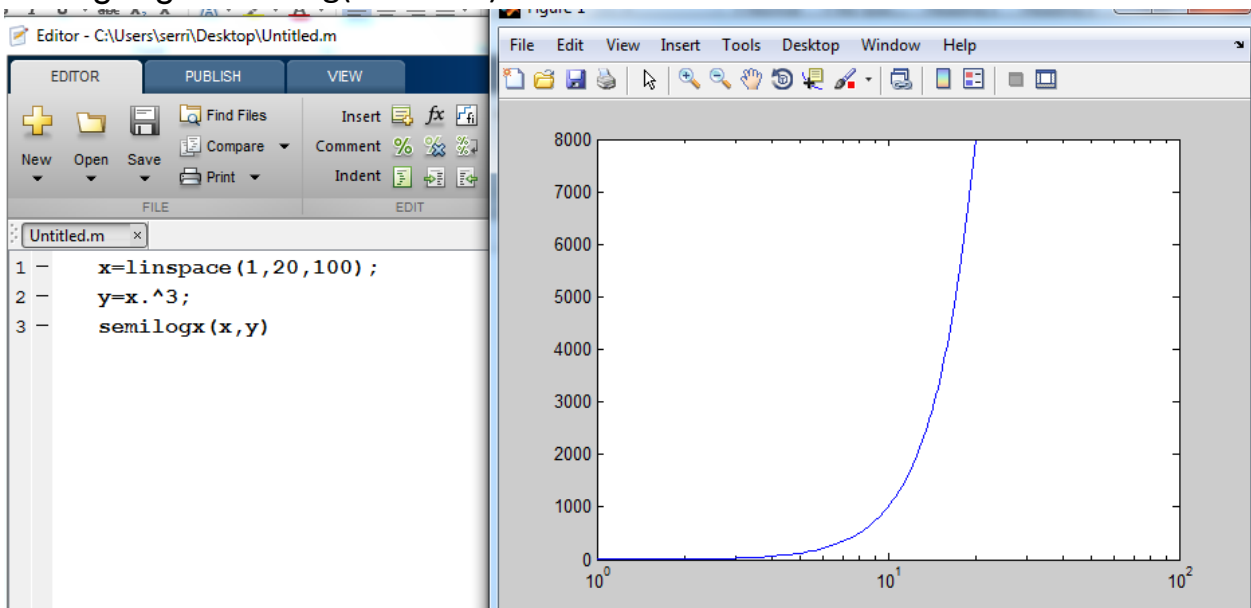 Editor - C:\Users\serri\Desktop\Untitled.m
EDITOR PUBLISH VIEW
New Open Save
Find Files
Compare
Print
Insert fx
Comment
Indent
FILE EDIT
Untitled.m ×
1 – x=linspace(1,20,100);
2 – y=x.^3;
3 – semilogx(x,y)
Figure 1
File Edit View Insert Tools Desktop Window Help
8000
7000
6000
5000
4000
3000
2000
1000
0
10^0 10^1 10^2